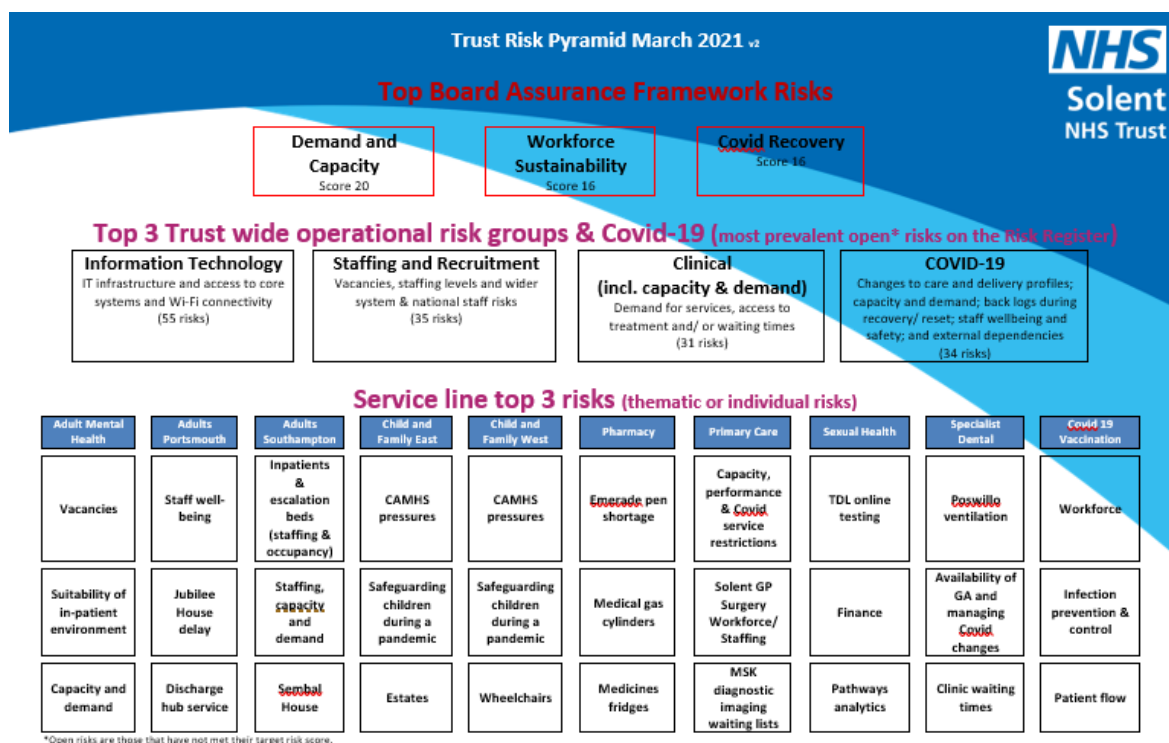 Trust Risk Pyramid March 2021 v2
NHS
Solent
NHS Trust
Top Board Assurance Framework Risks
Demand and
Capacity
Score 20
Workforce
Sustainability
Score 16
Covid Recovery
Score 16
Top 3 Trust wide operational risk groups & Covid-19 (most prevalent open* risks on the Risk Register)
Information Technology
IT infrastructure and access to core
systems and Wi-Fi connectivity
(55 risks)
Staffing and Recruitment
Vacancies, staffing levels and wider
system & national staff risks
(35 risks)
Clinical
(incl. capacity & demand)
Demand for services, access to
treatment and/ or waiting times
(31 risks)
COVID-19
Changes to care and delivery profiles;
capacity and demand; back logs during
recovery/ reset; staff wellbeing and
safety; and external dependencies
(34 risks)
Service line top 3 risks (thematic or individual risks)
Adult Mental
Health
Adults
Portsmouth
Adults
Southampton
Child and
Family East
Child and
Family West
Pharmacy
Primary Care
Sexual Health
Specialist
Dental
Covid 19
Vaccination
Vacancies
Staff well-
being
Inpatients
&
escalation
beds
(staffing &
occupancy)
CAMHS
pressures
CAMHS
pressures
Emerade pen
shortage
Capacity,
performance
& Covid
service
restrictions
TDL online
testing
Poswillo
ventilation
Workforce
Suitability of
in-patient
environment
Jubilee
House
delay
Staffing,
capacity
and
demand
Safeguarding
children
during a
pandemic
Safeguarding
children
during a
pandemic
Medical gas
cylinders
Solent GP
Surgery
Workforce/
Staffing
Finance
Availability of
GA and
managing
Covid
changes
Infection
prevention &
control
Capacity and
demand
Discharge
hub service
Sembal
House
Estates
Wheelchairs
Medicines
fridges
MSK
diagnostic
imaging
waiting lists
Pathways
analytics
Clinic waiting
times
Patient flow
*Open risks are those that have not met their target risk score.